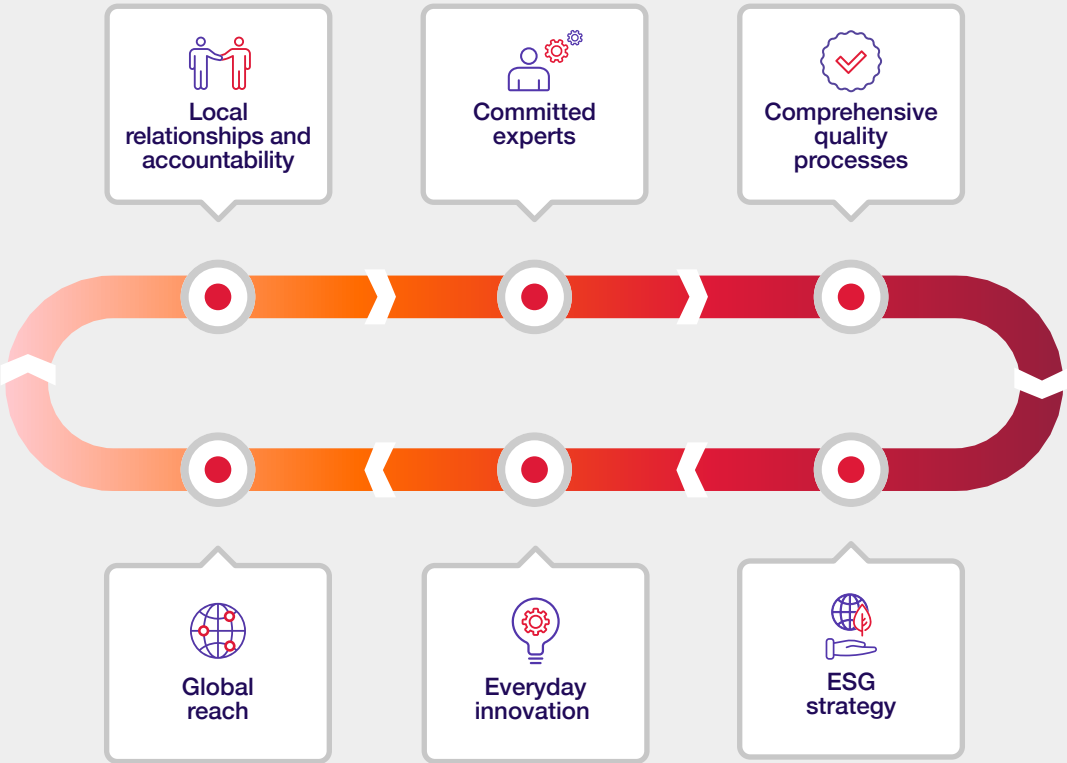 Local
relationships and
accountability
Committed
experts
Comprehensive
quality
processes
Global
reach
Everyday
innovation
ESG
strategy